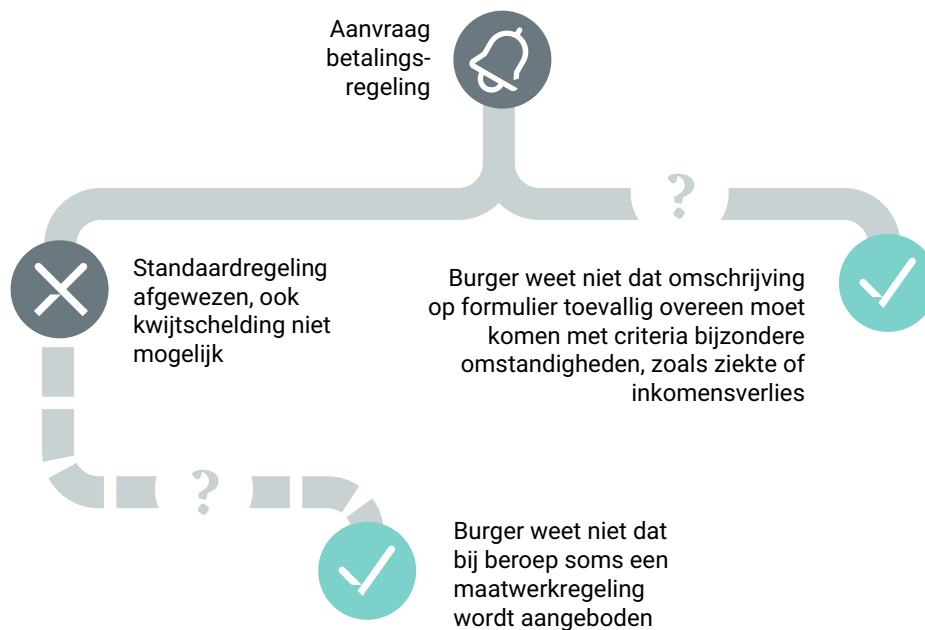 Aanvraag
betalings-
regeling
?
Standaardregeling
afgewezen, ook
kwijtschelding niet
mogelijk
Burger weet niet dat omschrijving
op formulier toevallig overeen moet
komen met criteria bijzondere
omstandigheden, zoals ziekte of
inkomensverlies
?
Burger weet niet dat
bij beroep soms een
maatwerkregeling
wordt aangeboden